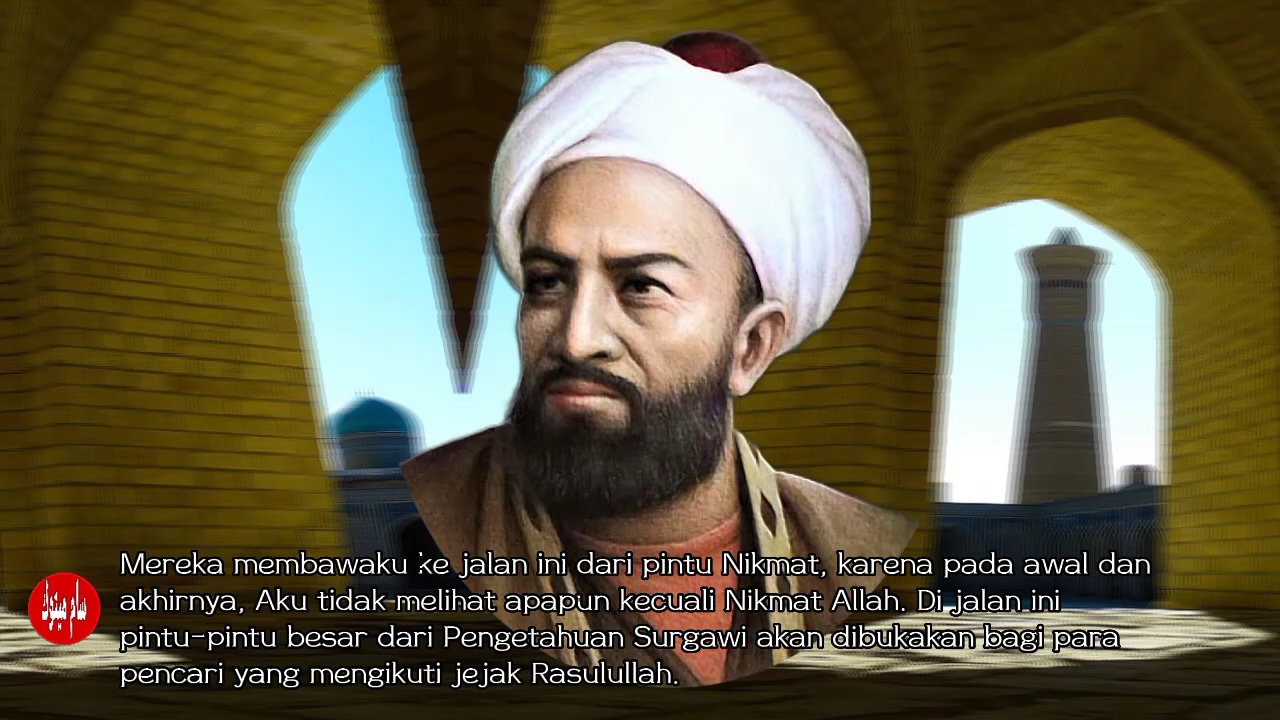 Mereka membawaku ke jalan ini dari pintu Nikmat, karena pada awal dan
akhirnya, Aku tidak melihat apapun kecuali Nikmat Allah. Di jalan ini
pintu-pintu besar dari Pengetahuan Surgawi akan dibukakan bagi para
pencari yang mengikuti jejak Rasulullah.